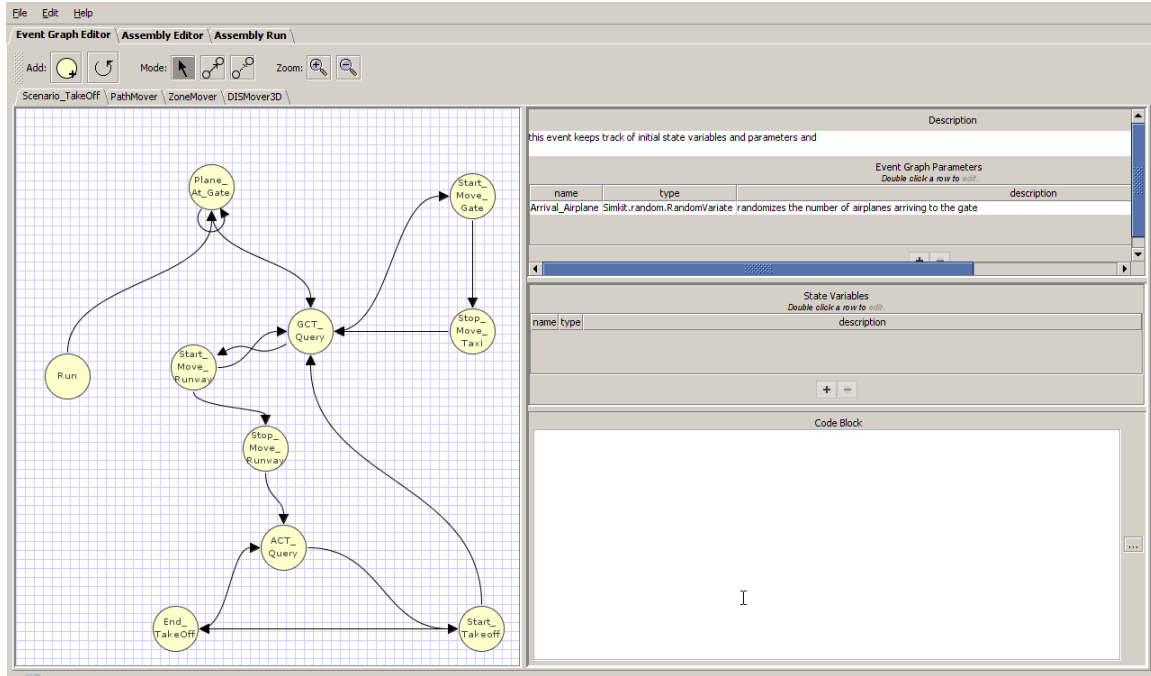 File Edit Help
Event Graph Editor Assembly Editor Assembly Run
Add: Mode: Zoom:
Scenario_TakeOff PathMover ZoneMover DISMover3D
Plane_
At_Gate
Start_
Move_
Gate
GCT_
Query
Stop_
Move_
Taxi
Start_
Move_
Runway
Run
Stop_
Move_
Runway
ACT_
Query
End_
TakeOff
Start_
Takeoff
Description
this event keeps track of initial state variables and parameters and
Event Graph Parameters
Double click a row to edit.
name type description
Arrival_Airplane Simkit.random.RandomVariate randomizes the number of airplanes arriving to the gate
+ −
State Variables
Double click a row to edit.
name type description
+ −
Code Block
...